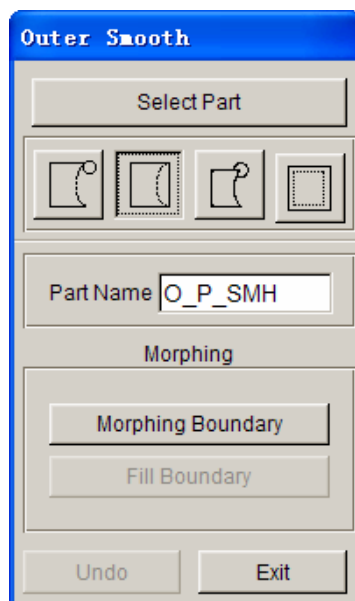 Outer Smooth
Select Part
Part Name O_P_SMH
Morphing
Morphing Boundary
Fill Boundary
Undo Exit